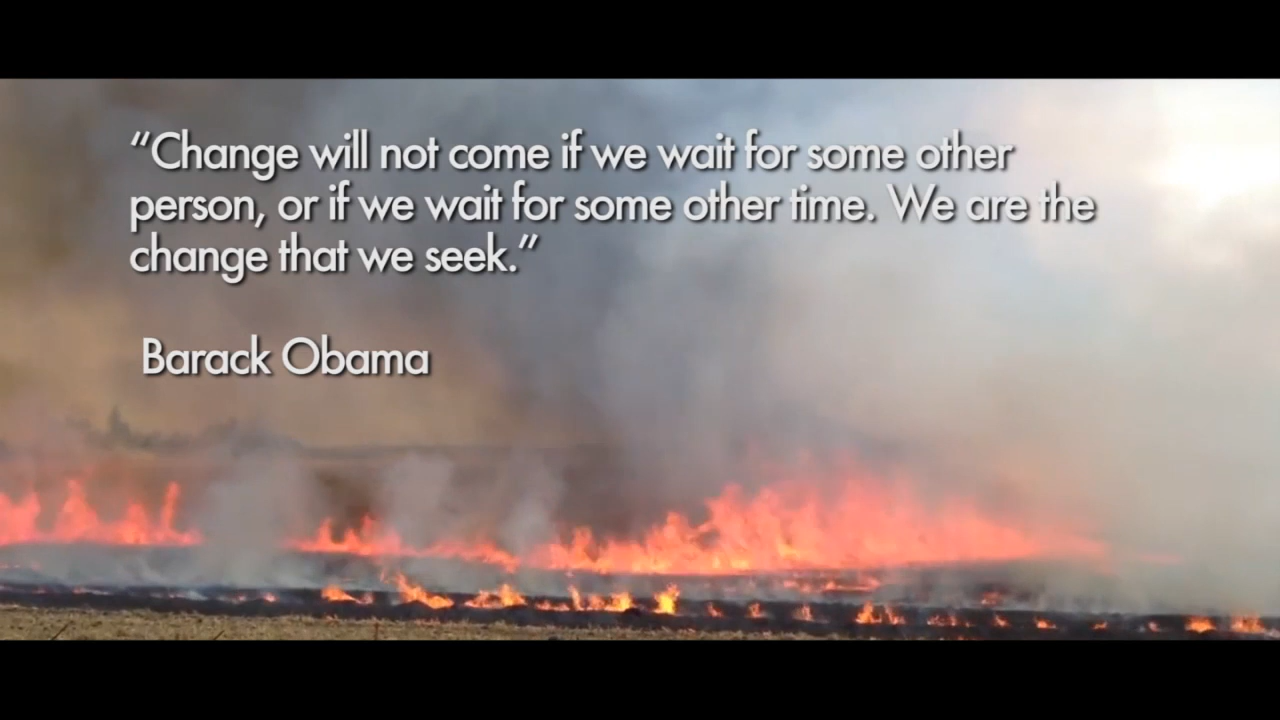 “Change will not come if we wait for some other
person, or if we wait for some other time. We are the
change that we seek.”
Barack Obama